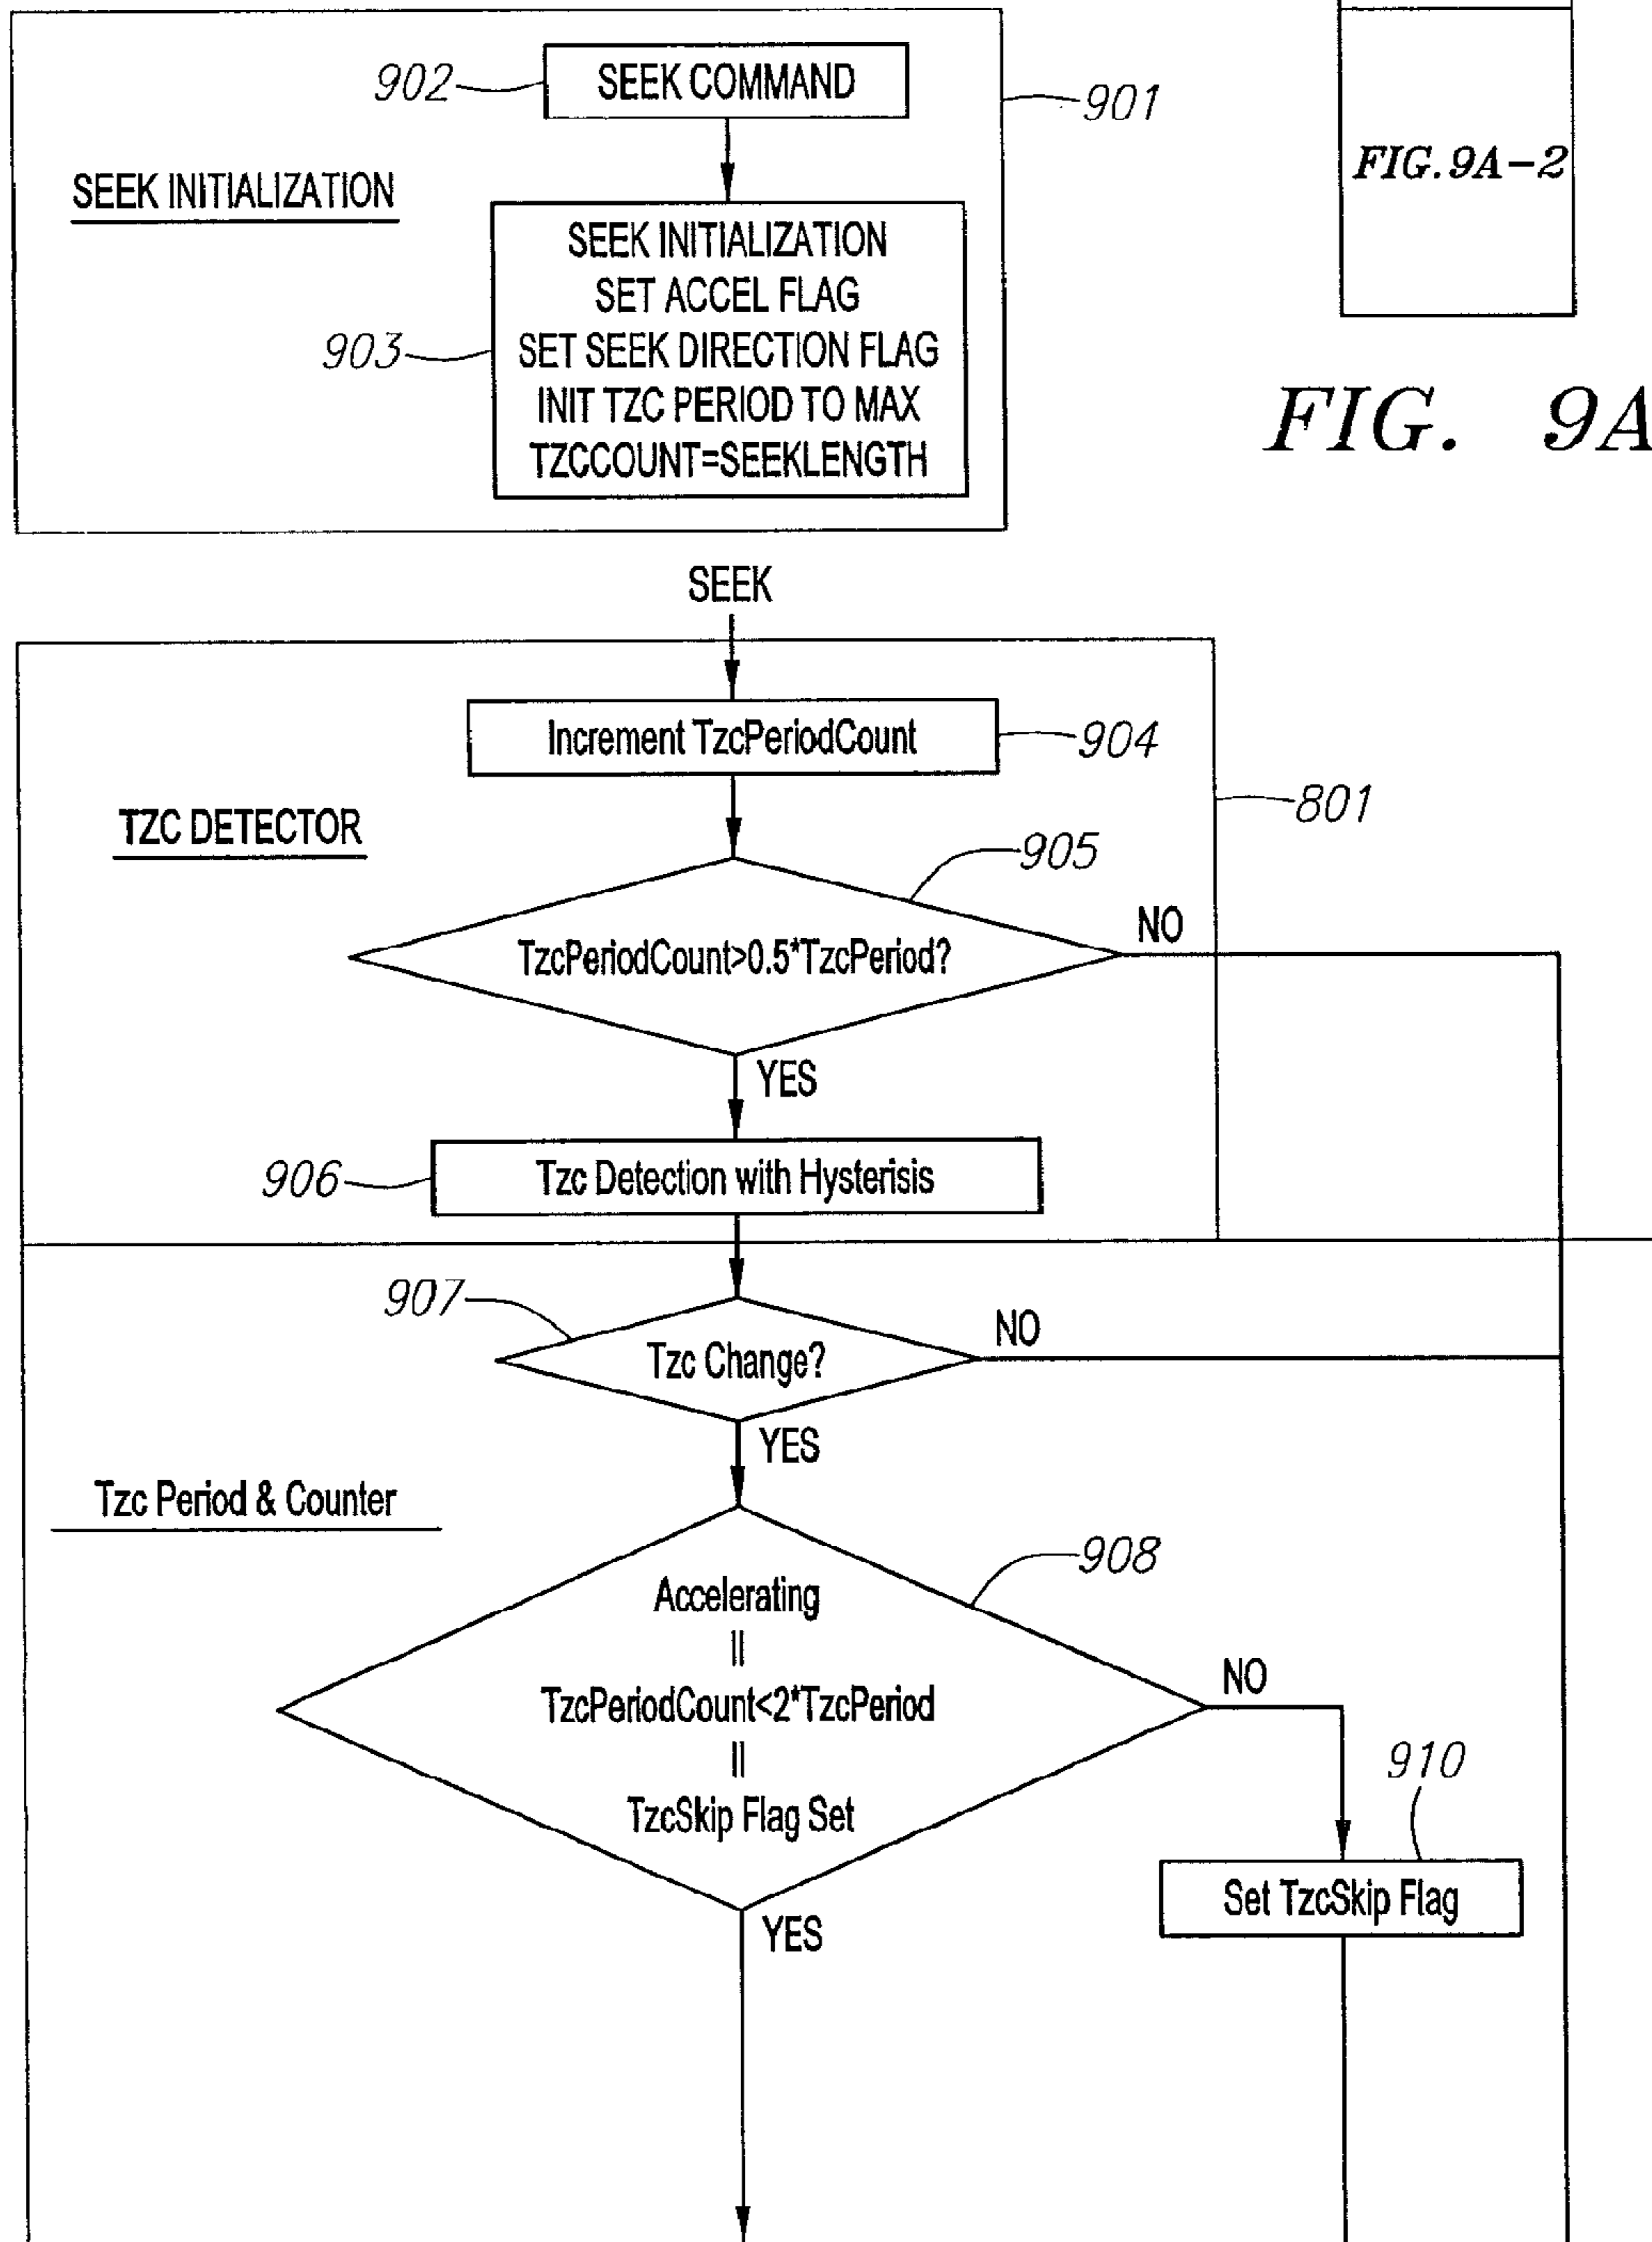 902
SEEK COMMAND
901
SEEK INITIALIZATION
903
SEEK INITIALIZATION
SET ACCEL FLAG
SET SEEK DIRECTION FLAG
INIT TZC PERIOD TO MAX
TZCCOUNT=SEEKLENGTH
FIG. 9A-2
FIG. 9A
SEEK
Increment TzcPeriodCount
904
TZC DETECTOR
801
905
TzcPeriodCount>0.5*TzcPeriod?
NO
YES
906
Tzc Detection with Hysterisis
907
Tzc Change?
NO
YES
Tzc Period & Counter
908
Accelerating
||
TzcPeriodCount<2*TzcPeriod
||
TzcSkip Flag Set
NO
910
Set TzcSkip Flag
YES